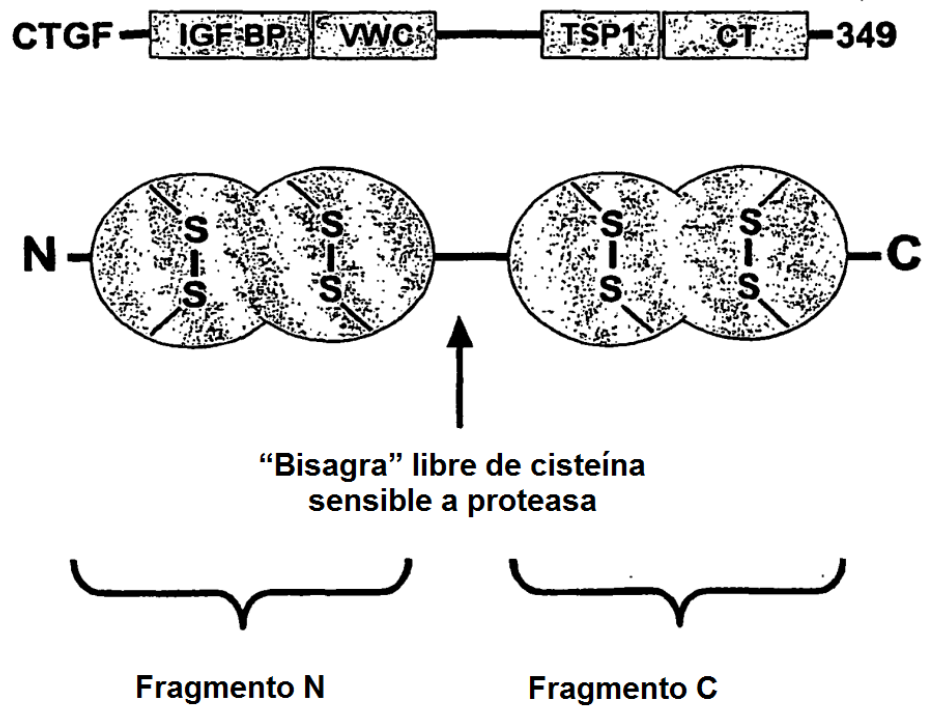 CTGF IGF-BP VWC TSP1 CT 349
N S S S S C
S S S S
“Bisagra” libre de cisteína
sensible a proteasa
Fragmento N Fragmento C